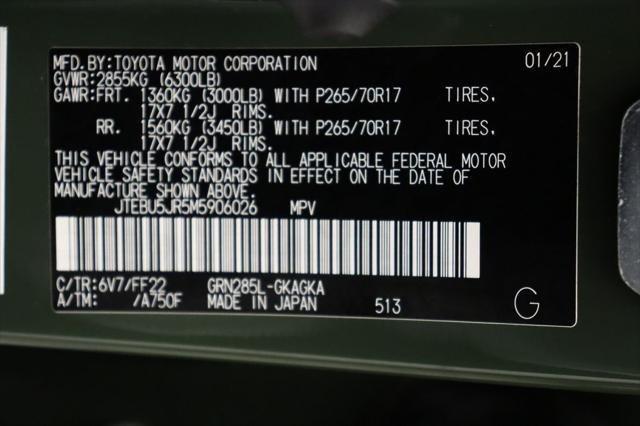 MFD.BY:TOYOTA MOTOR CORPORATION 01/21
GVWR:2855KG (6300LB)
GAWR:FRT. 1360KG (3000LB) WITH P265/70R17 TIRES,
17X7 1/2J RIMS.
RR. 1560KG (3450LB) WITH P265/70R17 TIRES,
17X7 1/2J RIMS.
THIS VEHICLE CONFORMS TO ALL APPLICABLE FEDERAL MOTOR
VEHICLE SAFETY STANDARDS IN EFFECT ON THE DATE OF
MANUFACTURE SHOWN ABOVE.
JTEBU5JR5M5906026 MPV
C/TR:6V7/FF22 GRN285L-GKAGKA
A/TM: /A750F MADE IN JAPAN 513 G